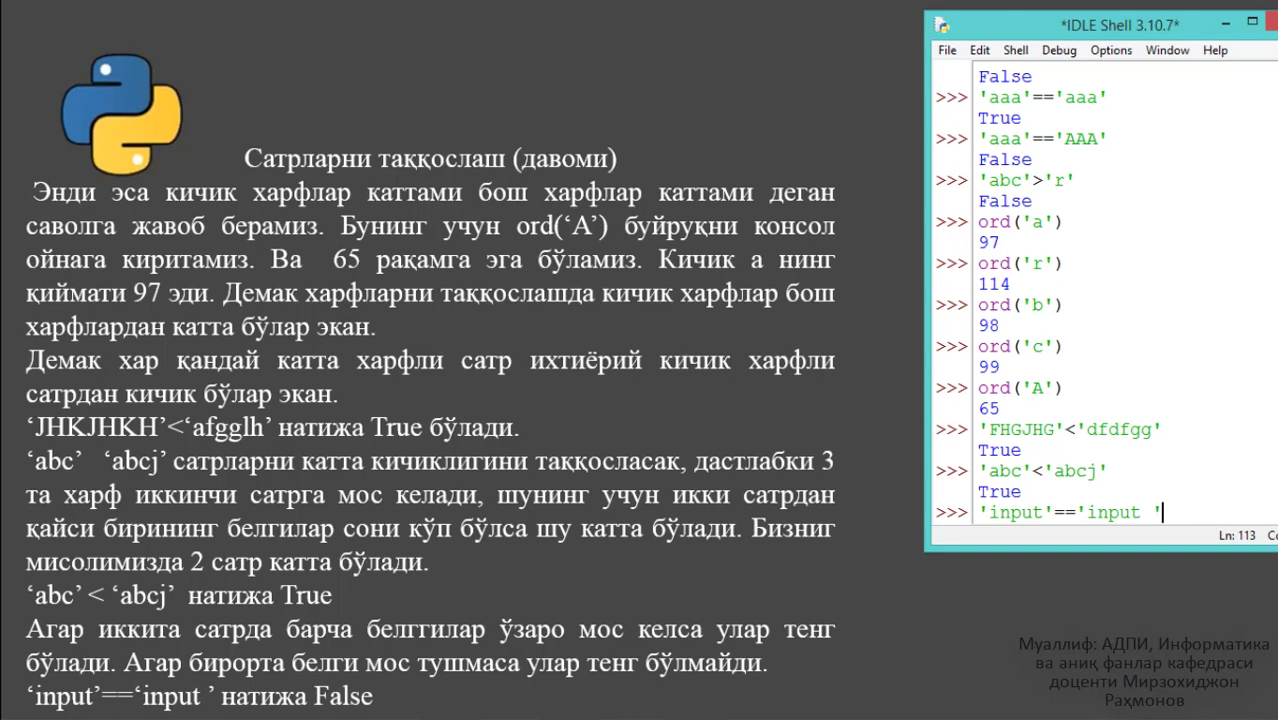 Сатрларни таққослаш (давоми)
Энди эса кичик харфлар каттами бош харфлар каттами деган
саволга жавоб берамиз. Бунинг учун ord(‘A’) буйруқни консол
ойнага киритамиз. Ва 65 рақамга эга бўламиз. Кичик а нинг
қиймати 97 эди. Демак харфларни таққослашда кичик харфлар бош
харфлардан катта бўлар экан.
Демак хар қандай катта харфли сатр ихтиёрий кичик харфли
сатрдан кичик бўлар экан.
‘JHKJHKH’<‘afgglh’ натижа True бўлади.
‘abc’ ‘abcj’ сатрларни катта кичиклигини таққосласак, дастлабки 3
та харф иккинчи сатрга мос келади, шунинг учун икки сатрдан
қайси бирининг белгилар сони кўп бўлса шу катта бўлади. Бизниг
мисолимизда 2 сатр катта бўлади.
‘abc’ < ‘abcj’ натижа True
Агар иккита сатрда барча белггилар ўзаро мос келса улар тенг
бўлади. Агар бирорта белги мос тушмаса улар тенг бўлмайди.
‘input’==‘input ’ натижа False
*IDLE Shell 3.10.7*
File Edit Shell Debug Options Window Help
False
>>> 'aaa'=='aaa'
True
>>> 'aaa'=='AAA'
False
>>> 'abc'>'r'
False
>>> ord('a')
97
>>> ord('r')
114
>>> ord('b')
98
>>> ord('c')
99
>>> ord('A')
65
>>> 'FHGJHG'<'dfdfgg'
True
>>> 'abc'<'abcj'
True
>>> 'input'=='input '
Ln: 113 Co
Муаллиф: АДПИ, Информатика
ва аниқ фанлар кафедраси
доценти Мирзохиджон
Раҳмонов